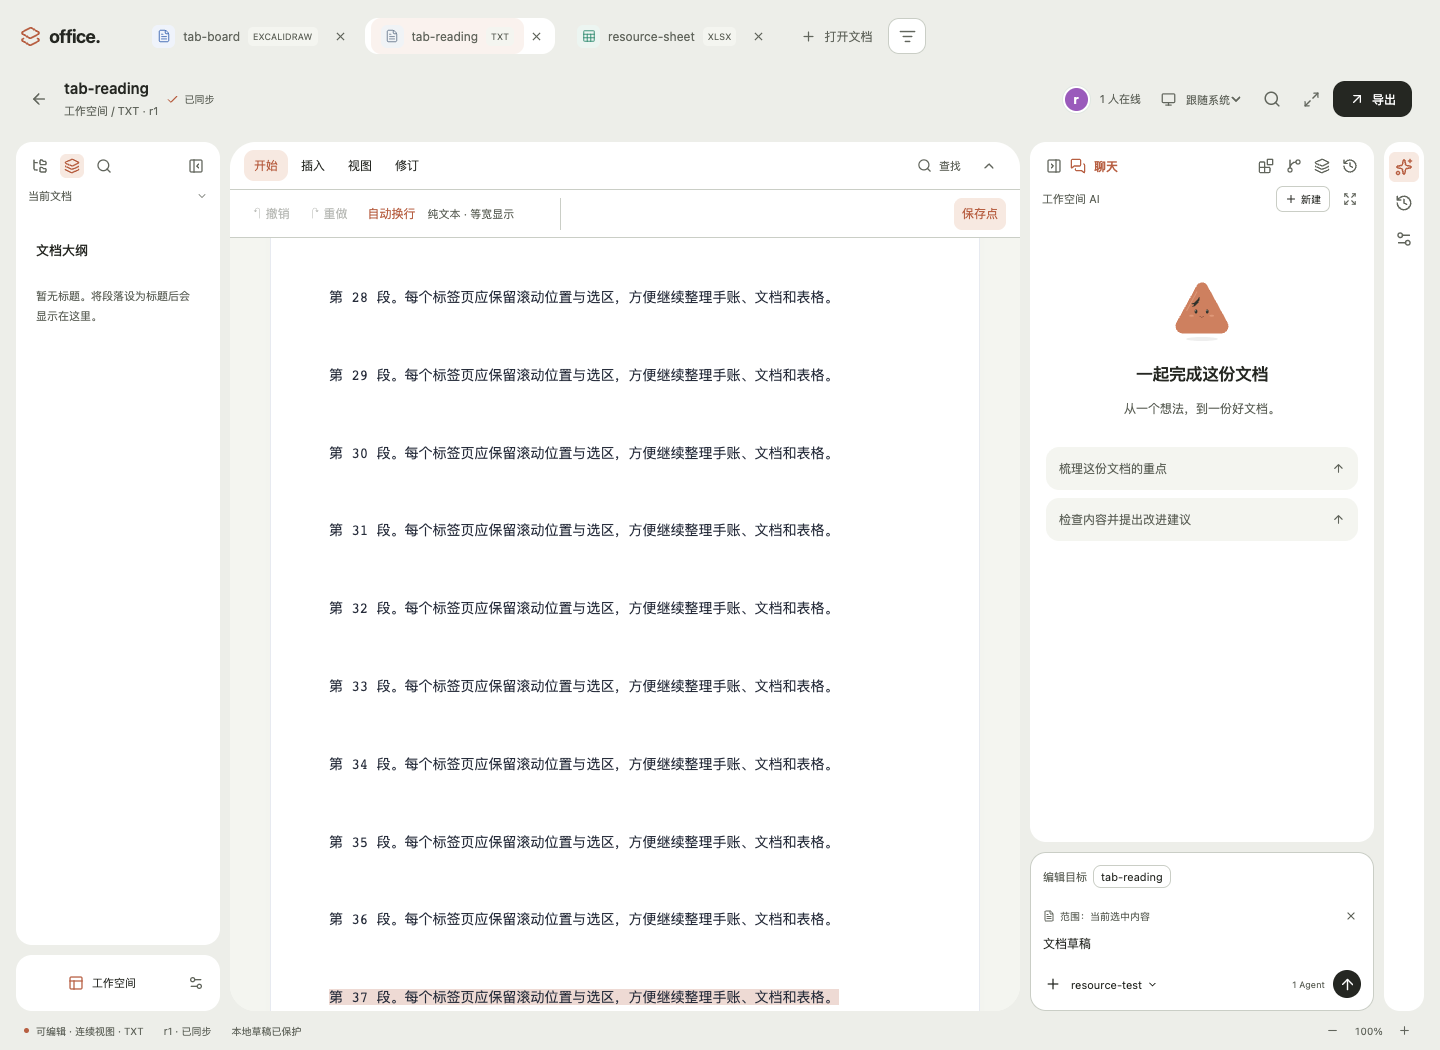 office.
tab-board EXCALIDRAW
tab-reading TXT
resource-sheet XLSX
打开文档
tab-reading
工作空间 / TXT · r1
已同步
r
1 人在线
跟随系统
导出
当前文档
文档大纲
暂无标题。将段落设为标题后会
显示在这里。
工作空间
开始 插入 视图 修订
查找
撤销 重做 自动换行 纯文本 · 等宽显示
保存点
第 28 段。每个标签页应保留滚动位置与选区，方便继续整理手账、文档和表格。
第 29 段。每个标签页应保留滚动位置与选区，方便继续整理手账、文档和表格。
第 30 段。每个标签页应保留滚动位置与选区，方便继续整理手账、文档和表格。
第 31 段。每个标签页应保留滚动位置与选区，方便继续整理手账、文档和表格。
第 32 段。每个标签页应保留滚动位置与选区，方便继续整理手账、文档和表格。
第 33 段。每个标签页应保留滚动位置与选区，方便继续整理手账、文档和表格。
第 34 段。每个标签页应保留滚动位置与选区，方便继续整理手账、文档和表格。
第 35 段。每个标签页应保留滚动位置与选区，方便继续整理手账、文档和表格。
第 36 段。每个标签页应保留滚动位置与选区，方便继续整理手账、文档和表格。
第 37 段。每个标签页应保留滚动位置与选区，方便继续整理手账、文档和表格。
聊天
工作空间 AI
新建
一起完成这份文档
从一个想法，到一份好文档。
梳理这份文档的重点
检查内容并提出改进建议
编辑目标 tab-reading
范围：当前选中内容
文档草稿
resource-test
1 Agent
可编辑 · 连续视图 · TXT
r1 · 已同步
本地草稿已保护
100%